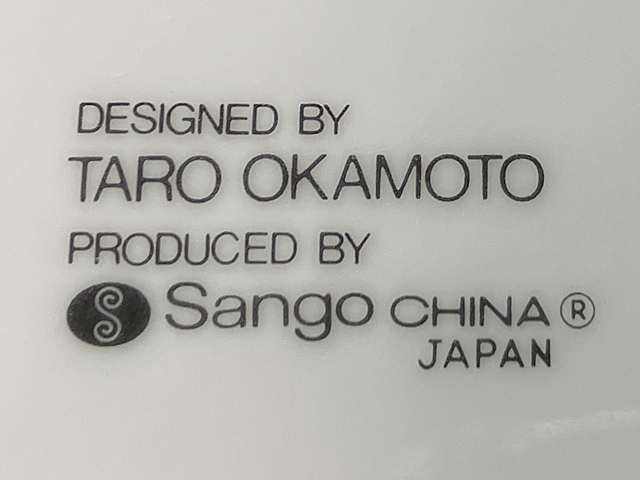 DESIGNED BY
TARO OKAMOTO
PRODUCED BY
Sango CHINA®
JAPAN